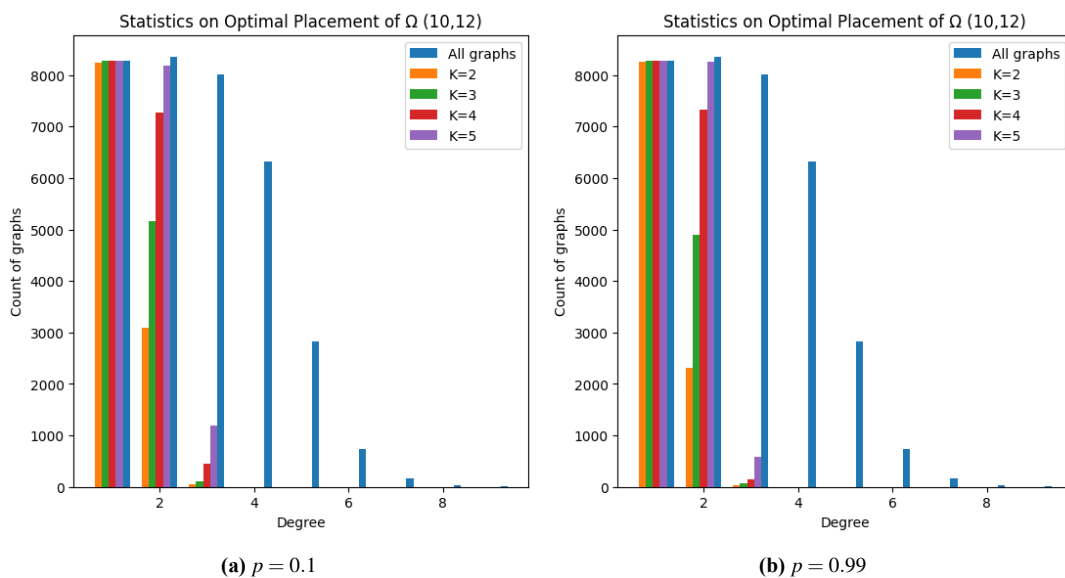 Statistics on Optimal Placement of Ω (10,12)
Count of graphs
8000
7000
6000
5000
4000
3000
2000
1000
0
All graphs
K=2
K=3
K=4
K=5
2
4
6
8
Degree
(a) p = 0.1
Statistics on Optimal Placement of Ω (10,12)
Count of graphs
8000
7000
6000
5000
4000
3000
2000
1000
0
All graphs
K=2
K=3
K=4
K=5
2
4
6
8
Degree
(b) p = 0.99